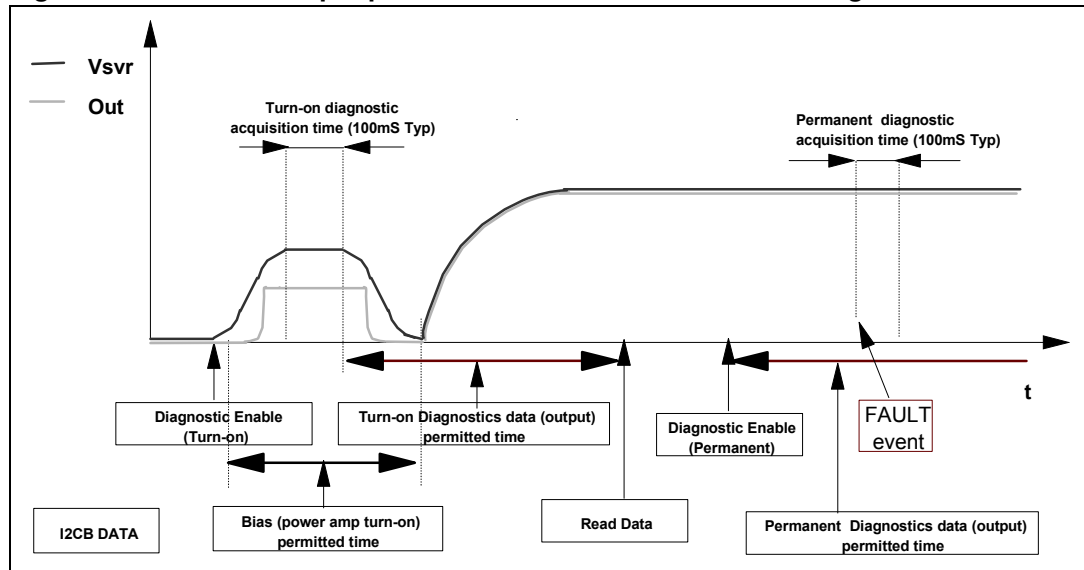 Vsvr
Out
Turn-on diagnostic
acquisition time (100mS Typ)
Permanent diagnostic
acquisition time (100mS Typ)
t
Diagnostic Enable
(Turn-on)
Turn-on Diagnostics data (output)
permitted time
Diagnostic Enable
(Permanent)
FAULT
event
I2CB DATA
Bias (power amp turn-on)
permitted time
Read Data
Permanent Diagnostics data (output)
permitted time